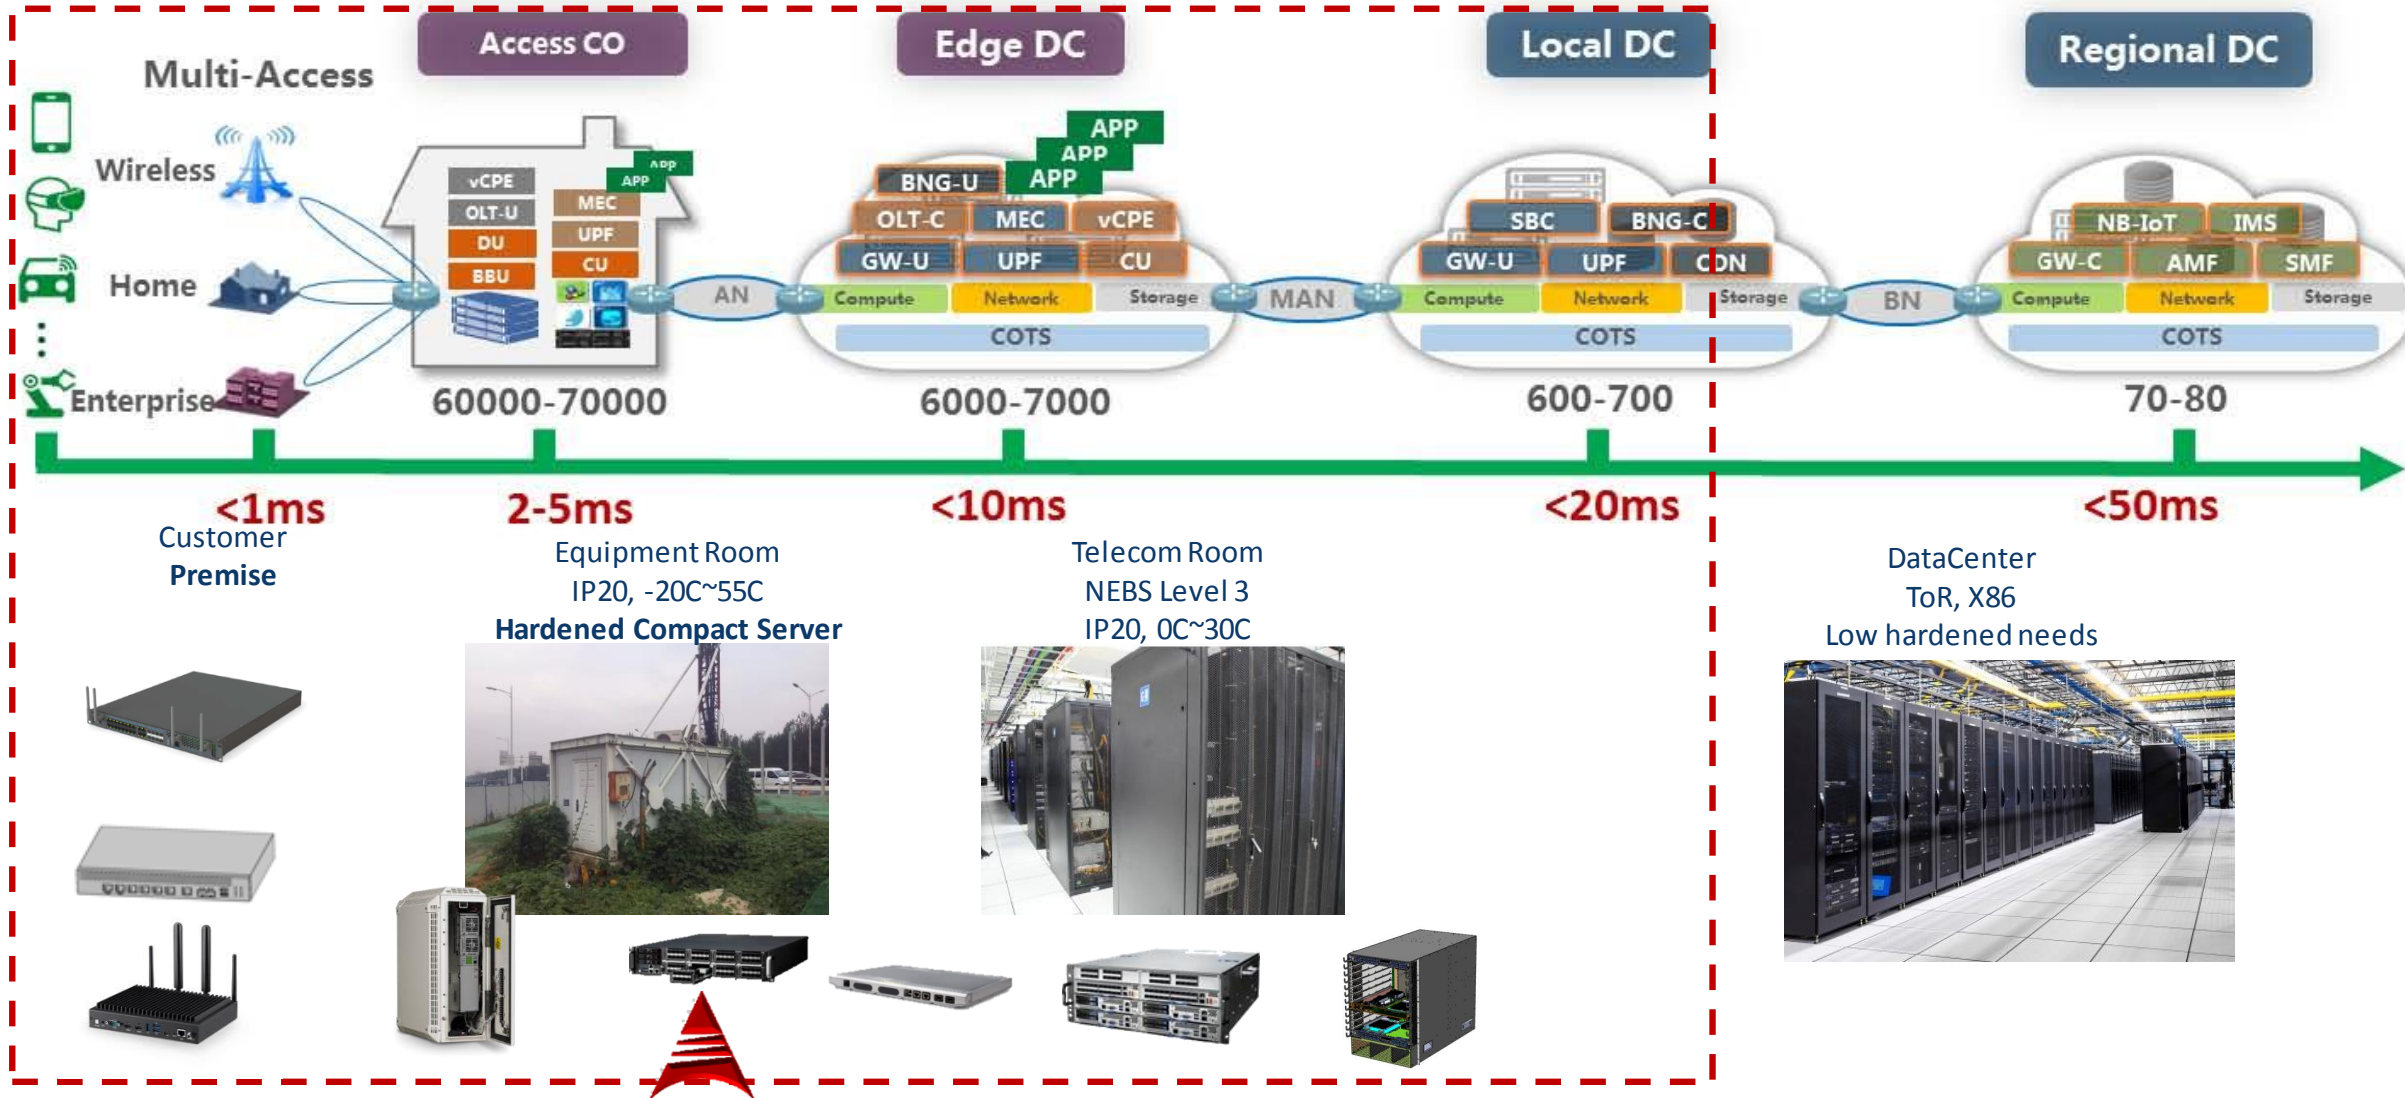 Access CO
Edge DC
Local DC
Regional DC
Multi-Access
Wireless
Home
Enterprise
vCPE
OLT-U
DU
BBU
APP
APP
MEC
UPF
CU
AN
APP
APP
APP
BNG-U
OLT-C
MEC
vCPE
GW-U
UPF
CU
Compute
Network
Storage
COTS
MAN
SBC
BNG-C
GW-U
UPF
CDN
Compute
Network
Storage
COTS
BN
NB-IoT
IMS
GW-C
AMF
SMF
Compute
Network
Storage
COTS
60000-70000
6000-7000
600-700
70-80
<1ms
2-5ms
<10ms
<20ms
<50ms
Customer
Premise
Equipment Room
IP20, -20C~55C
Hardened Compact Server
Telecom Room
NEBS Level 3
IP20, 0C~30C
DataCenter
ToR, X86
Low hardened needs